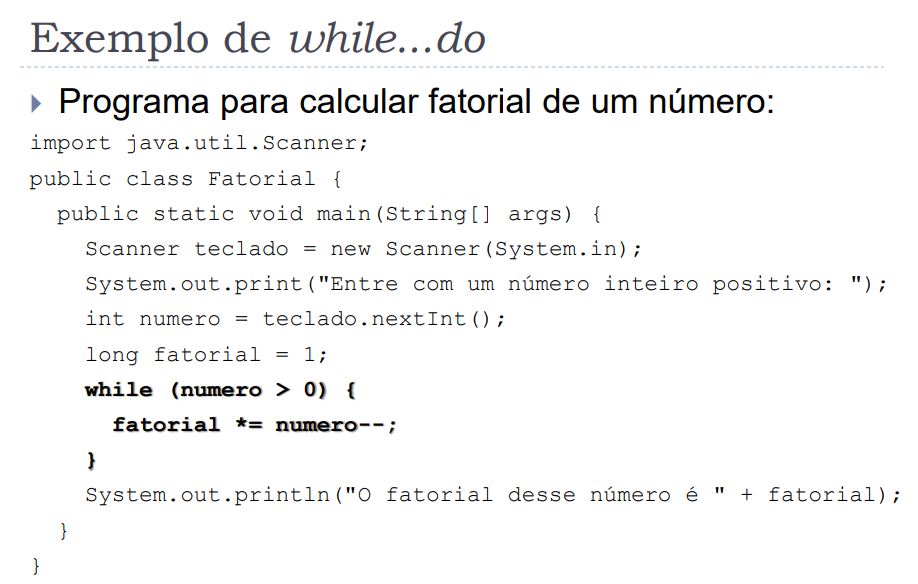 Exemplo de while...do
Programa para calcular fatorial de um número:
import java.util.Scanner;
public class Fatorial {
public static void main(String[] args) {
Scanner teclado = new Scanner(System.in);
System.out.print("Entre com um número inteiro positivo: ");
int numero = teclado.nextInt();
long fatorial = 1;
while (numero > 0) {
fatorial *= numero--;
}
System.out.println("O fatorial desse número é " + fatorial);
}
}